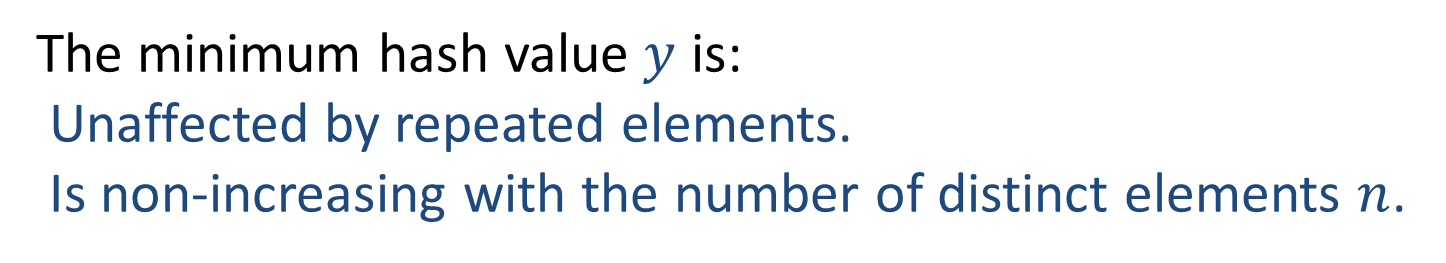 The minimum hash value y is:
Unaffected by repeated elements.
Is non-increasing with the number of distinct elements n.